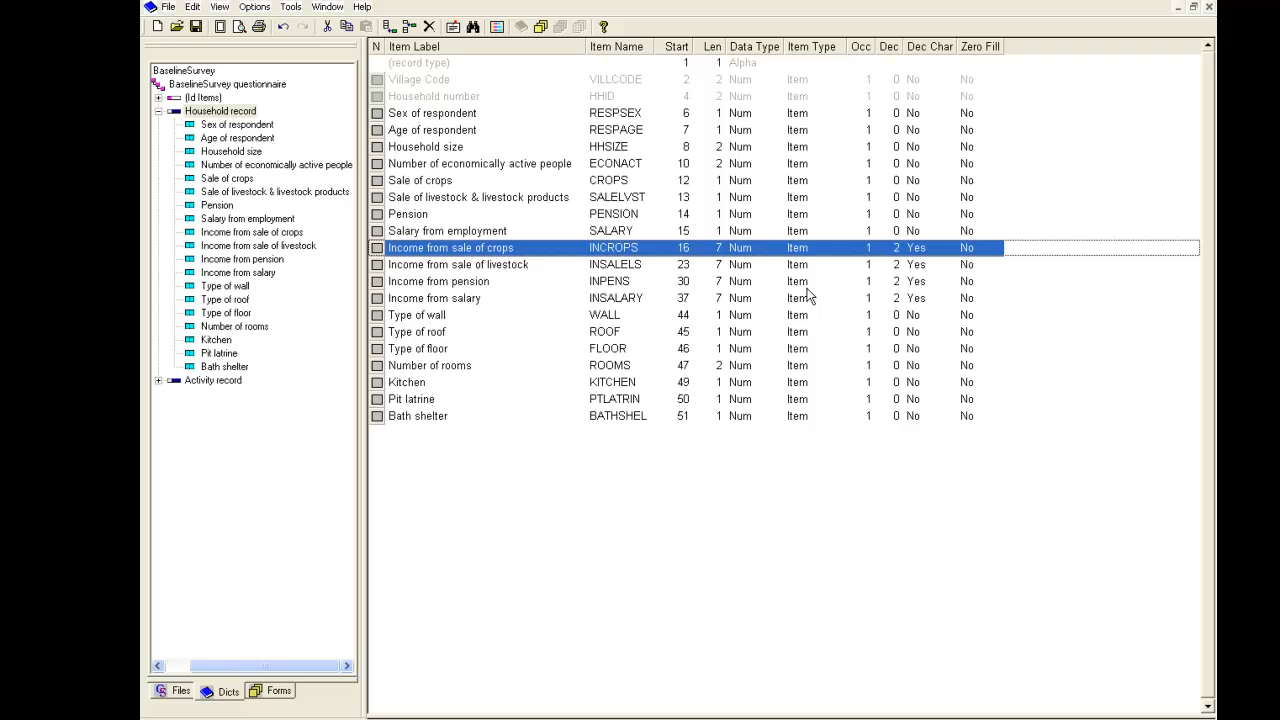 File Edit View Options Tools Window Help
BaselineSurvey
BaselineSurvey questionnaire
(Id Items)
Household record
Sex of respondent
Age of respondent
Household size
Number of economically active people
Sale of crops
Sale of livestock & livestock products
Pension
Salary from employment
Income from sale of crops
Income from sale of livestock
Income from pension
Income from salary
Type of wall
Type of roof
Type of floor
Number of rooms
Kitchen
Pit latrine
Bath shelter
Activity record
Files Dicts Forms
N Item Label Item Name Start Len Data Type Item Type Occ Dec Dec Char Zero Fill
(record type) 1 1 Alpha
Village Code VILLCODE 2 2 Num Item 1 0 No No
Household number HHID 4 2 Num Item 1 0 No No
Sex of respondent RESPSEX 6 1 Num Item 1 0 No No
Age of respondent RESPAGE 7 1 Num Item 1 0 No No
Household size HHSIZE 8 2 Num Item 1 0 No No
Number of economically active people ECONACT 10 2 Num Item 1 0 No No
Sale of crops CROPS 12 1 Num Item 1 0 No No
Sale of livestock & livestock products SALELVST 13 1 Num Item 1 0 No No
Pension PENSION 14 1 Num Item 1 0 No No
Salary from employment SALARY 15 1 Num Item 1 0 No No
Income from sale of crops INCROPS 16 7 Num Item 1 2 Yes No
Income from sale of livestock INSALELS 23 7 Num Item 1 2 Yes No
Income from pension INPENS 30 7 Num Item 1 2 Yes No
Income from salary INSALARY 37 7 Num Item 1 2 Yes No
Type of wall WALL 44 1 Num Item 1 0 No No
Type of roof ROOF 45 1 Num Item 1 0 No No
Type of floor FLOOR 46 1 Num Item 1 0 No No
Number of rooms ROOMS 47 2 Num Item 1 0 No No
Kitchen KITCHEN 49 1 Num Item 1 0 No No
Pit latrine PTLATRIN 50 1 Num Item 1 0 No No
Bath shelter BATHSHEL 51 1 Num Item 1 0 No No